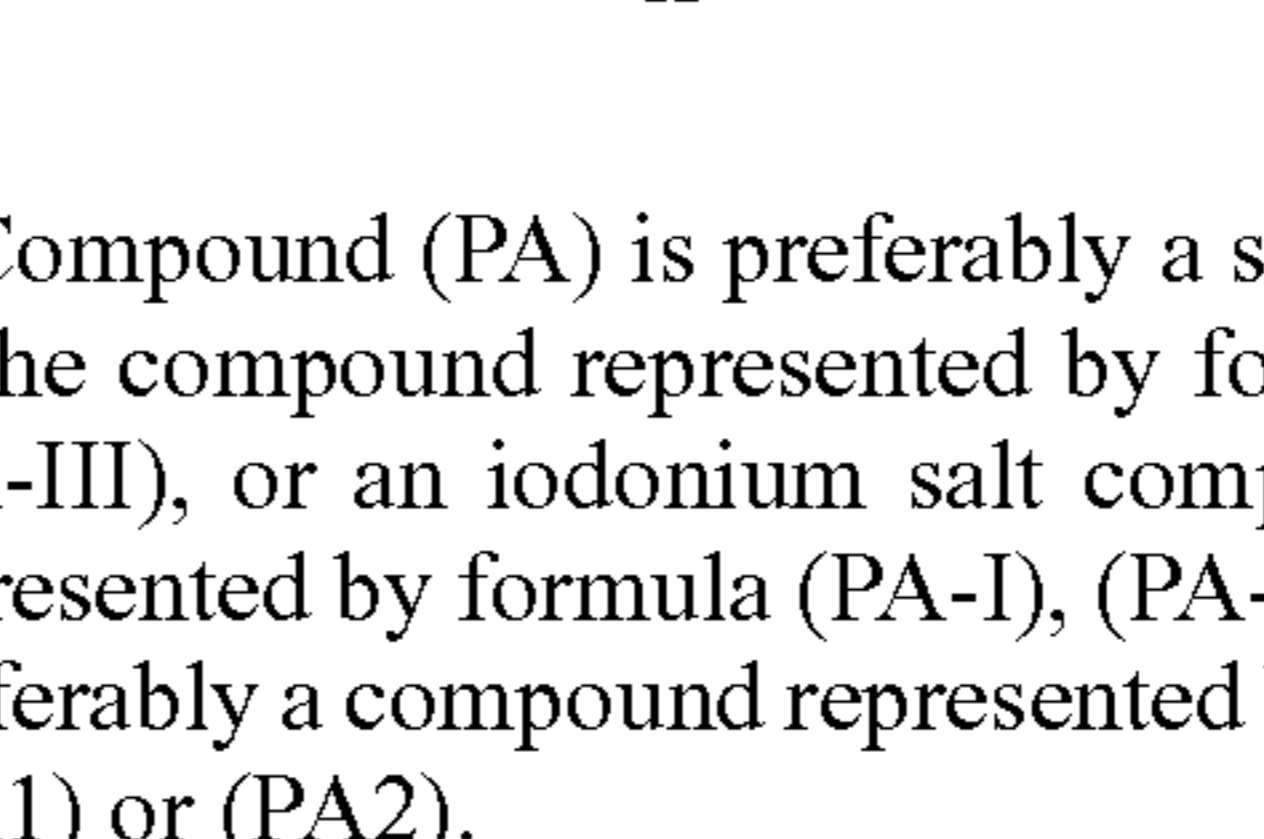 Compound (PA) is preferably a s
he compound represented by fo
-III), or an iodonium salt com
resented by formula (PA-I), (PA-
ferably a compound represented
1) or (PA2).